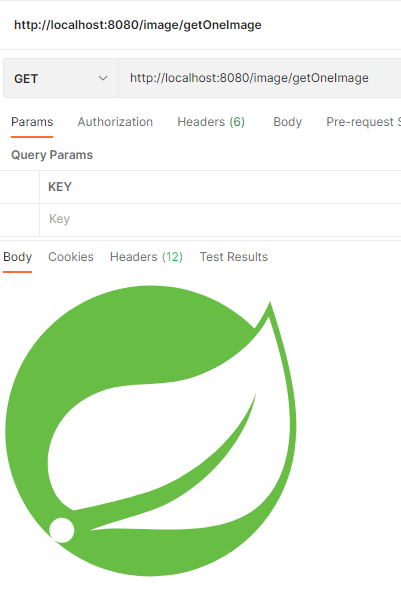 http://localhost:8080/image/getOneImage
GET http://localhost:8080/image/getOneImage
Params Authorization Headers (6) Body Pre-request S
Query Params
KEY
Key
Body Cookies Headers (12) Test Results